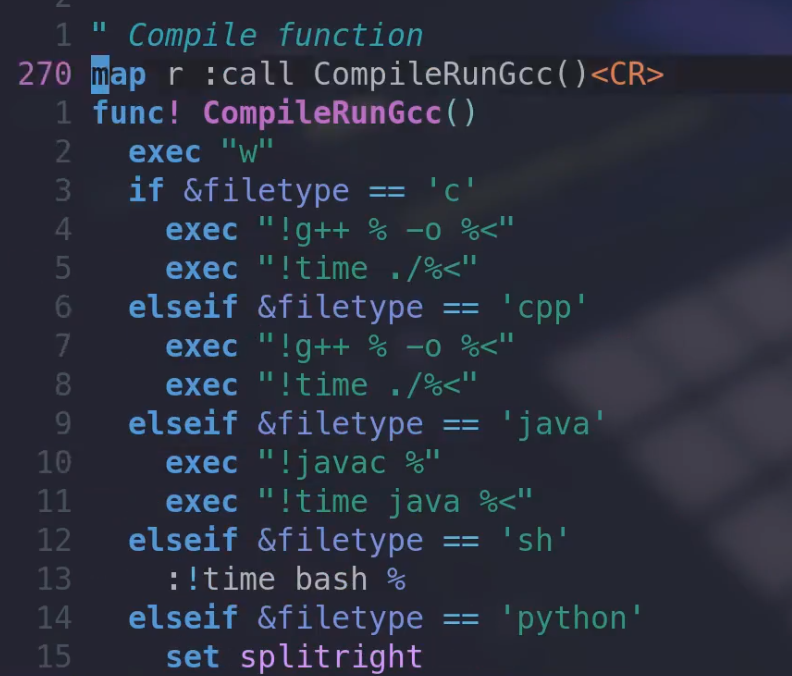 2
1 " Compile function
270 map r :call CompileRunGcc()<CR>
1 func! CompileRunGcc()
2   exec "w"
3   if &filetype == 'c'
4     exec "!g++ % -o %<"
5     exec "!time ./%<"
6   elseif &filetype == 'cpp'
7     exec "!g++ % -o %<"
8     exec "!time ./%<"
9   elseif &filetype == 'java'
10     exec "!javac %"
11     exec "!time java %<"
12   elseif &filetype == 'sh'
13     :!time bash %
14   elseif &filetype == 'python'
15     set splitright